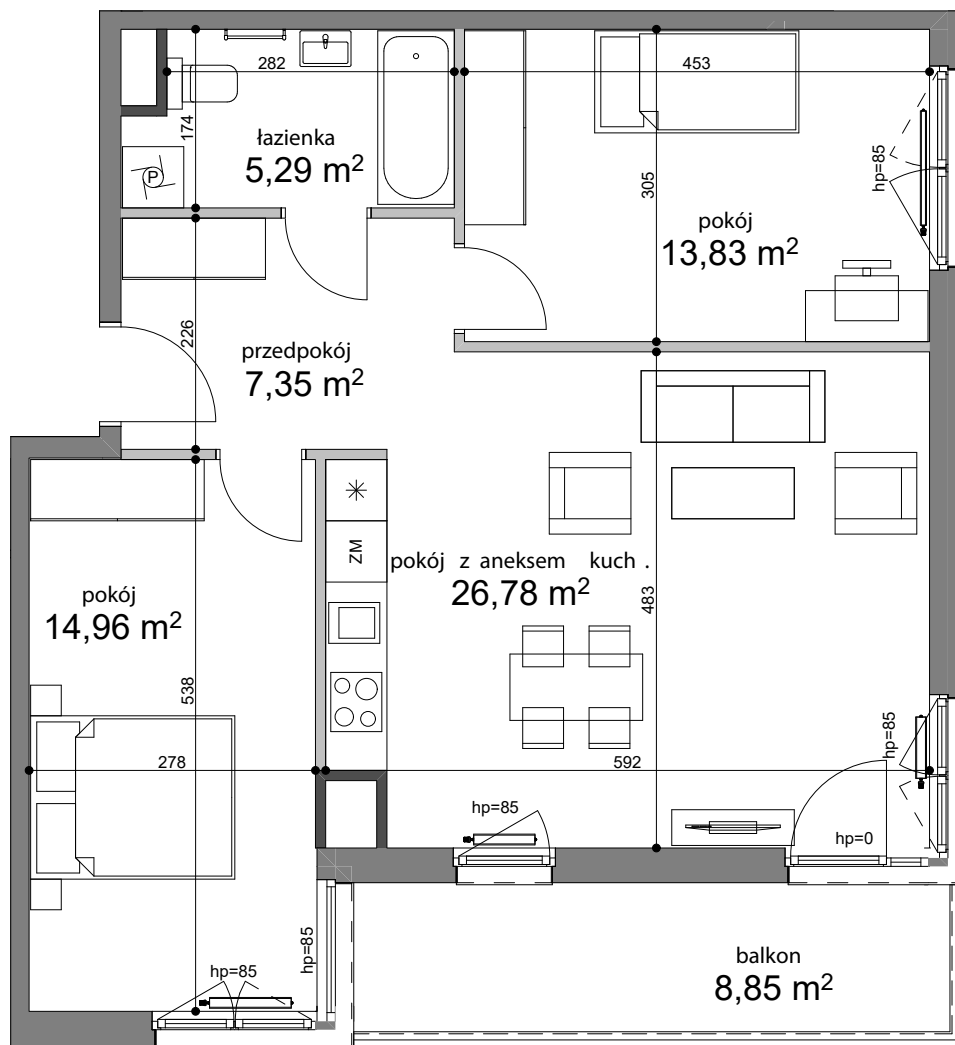 282
453
174
łazienka
5,29 m²
P
hp=85
305
pokój
13,83 m²
226
przedpokój
7,35 m²
hp=85
ZM
pokój z aneksem kuch .
26,78 m²
483
pokój
14,96 m²
538
278
592
hp=85
hp=85
hp=0
hp=85
hp=85
balkon
8,85 m²